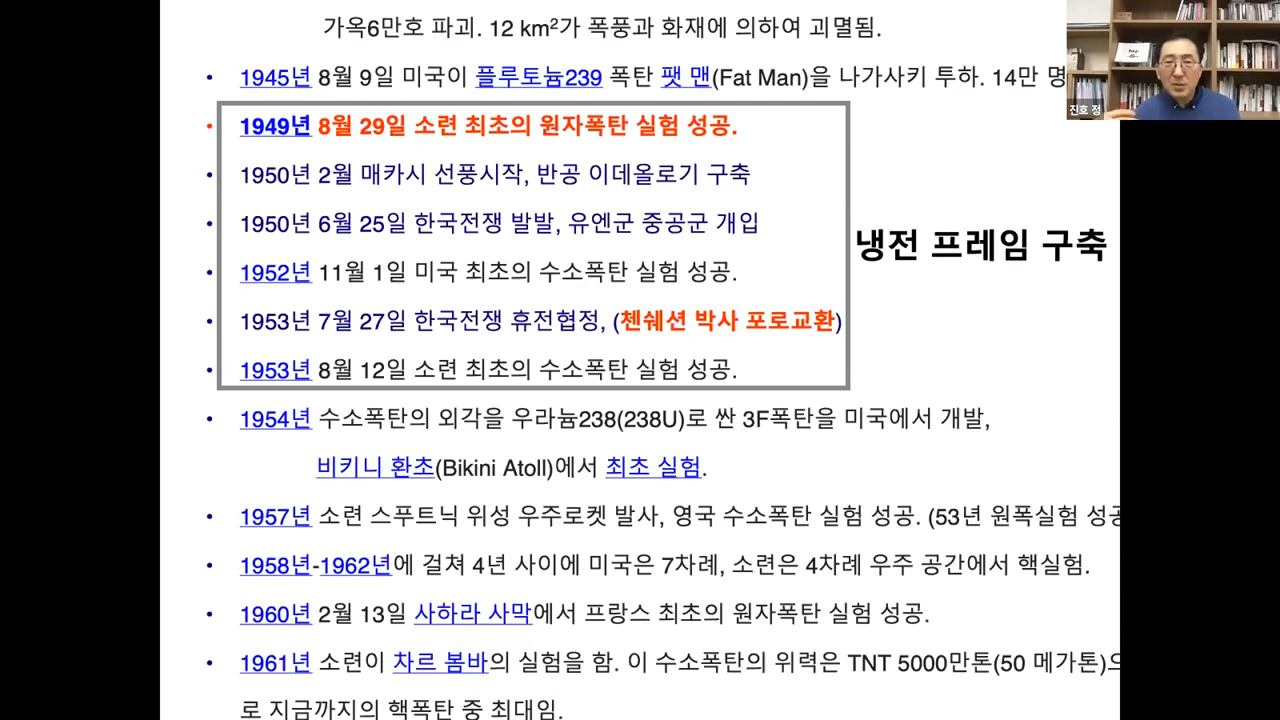 가옥6만호 파괴. 12 km²가 폭풍과 화재에 의하여 괴멸됨.
• 1945년 8월 9일 미국이 플루토늄239 폭탄 팻 맨(Fat Man)을 나가사키 투하. 14만 명
진호 정
• 1949년 8월 29일 소련 최초의 원자폭탄 실험 성공.
• 1950년 2월 매카시 선풍시작, 반공 이데올로기 구축
• 1950년 6월 25일 한국전쟁 발발, 유엔군 중공군 개입
냉전 프레임 구축
• 1952년 11월 1일 미국 최초의 수소폭탄 실험 성공.
• 1953년 7월 27일 한국전쟁 휴전협정, (첸쉐션 박사 포로교환)
• 1953년 8월 12일 소련 최초의 수소폭탄 실험 성공.
• 1954년 수소폭탄의 외각을 우라늄238(238U)로 싼 3F폭탄을 미국에서 개발,
비키니 환초(Bikini Atoll)에서 최초 실험.
• 1957년 소련 스푸트닉 위성 우주로켓 발사, 영국 수소폭탄 실험 성공. (53년 원폭실험 성공
• 1958년-1962년에 걸쳐 4년 사이에 미국은 7차례, 소련은 4차례 우주 공간에서 핵실험.
• 1960년 2월 13일 사하라 사막에서 프랑스 최초의 원자폭탄 실험 성공.
• 1961년 소련이 차르 봄바의 실험을 함. 이 수소폭탄의 위력은 TNT 5000만톤(50 메가톤)으
로 지금까지의 핵폭탄 중 최대임.